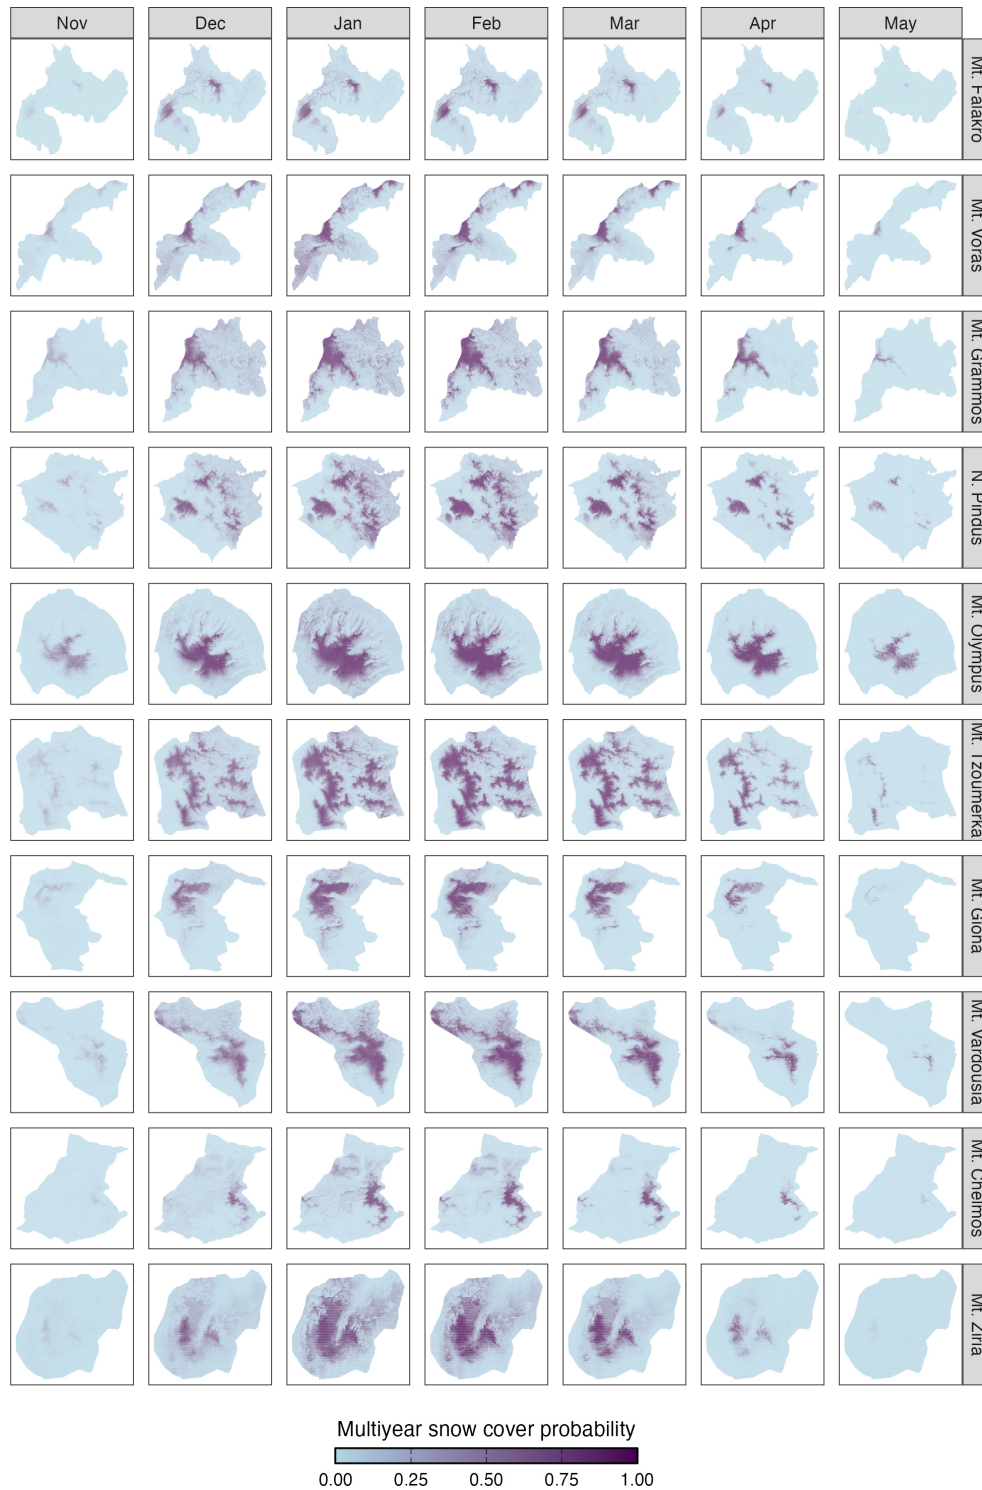 Nov Dec Jan Feb Mar Apr May
Mt. Falakro
Mt. Voras
Mt. Grammos
N. Pindus
Mt. Olympus
Mt. Tzoumerka
Mt. Giona
Mt. Vardousia
Mt. Chelmos
Mt. Ziria
Multiyear snow cover probability
0.00 0.25 0.50 0.75 1.00